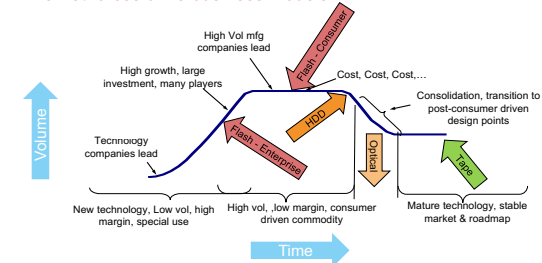 High Vol mfg
companies lead
Flash - Consumer
Cost, Cost, Cost,…
High growth, large
investment, many players
Consolidation, transition to
post-consumer driven
design points
Volume
HDD
Flash - Enterprise
Technology
companies lead
Optical
Tape
New technology, Low vol, high
margin, special use
High vol, ,low margin, consumer
driven commodity
Mature technology, stable
market & roadmap
Time